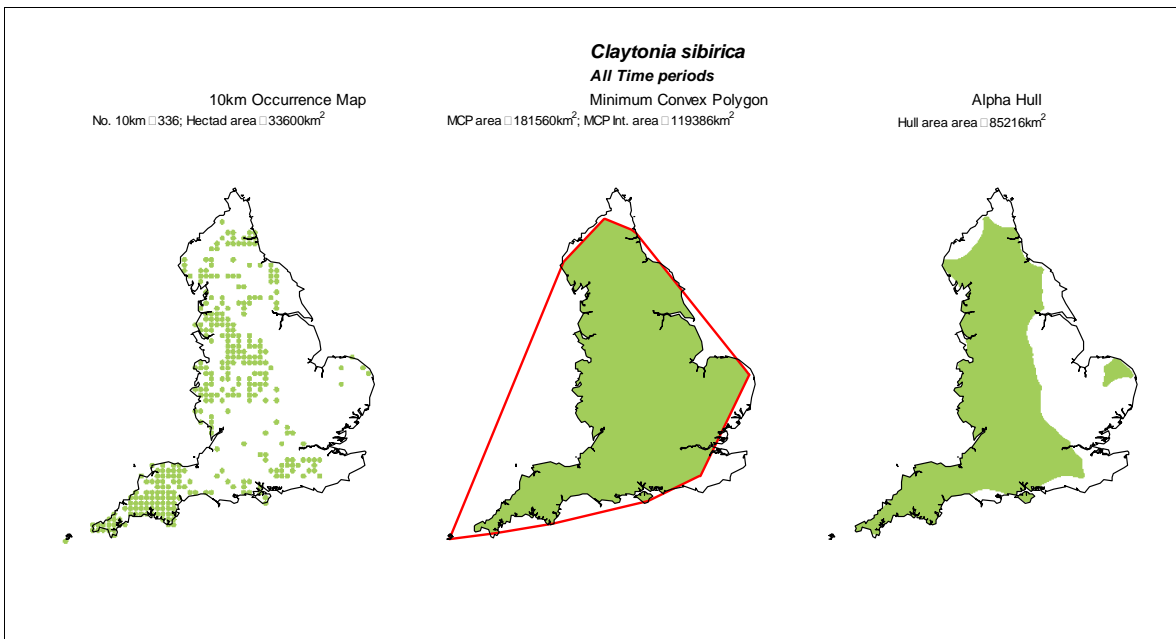 Claytonia sibirica
All Time periods
10km Occurrence Map
No. 10km □336; Hectad area □33600km²
Minimum Convex Polygon
MCP area □181560km²; MCP Int. area □119386km²
Alpha Hull
Hull area area □85216km²